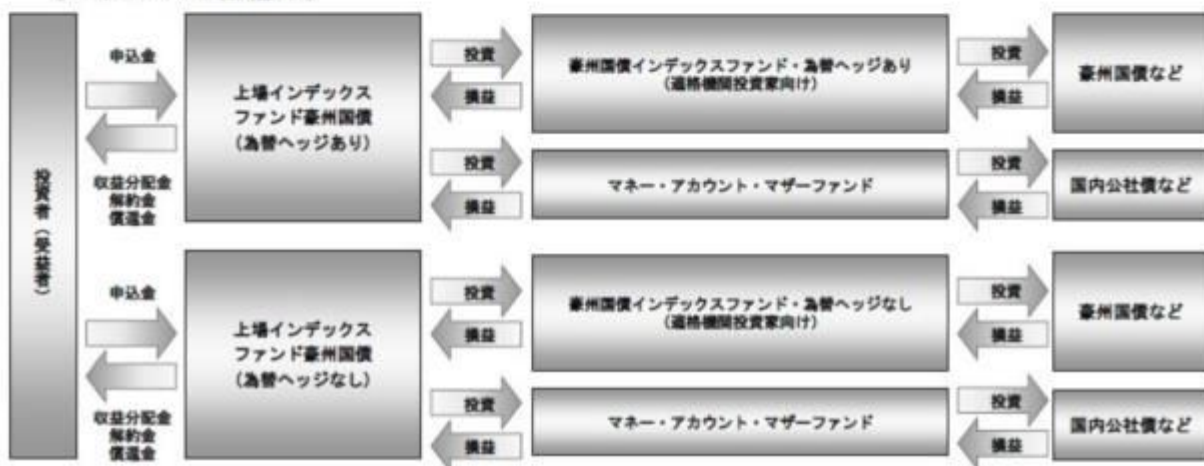 投資者（受益者）
申込金
収益分配金
解約金
償還金
上場インデックス
ファンド豪州国債
（為替ヘッジあり）
投資
損益
豪州国債インデックスファンド・為替ヘッジあり
（適格機関投資家向け）
投資
損益
豪州国債など
投資
損益
マネー・アカウント・マザーファンド
投資
損益
国内公社債など
申込金
収益分配金
解約金
償還金
上場インデックス
ファンド豪州国債
（為替ヘッジなし）
投資
損益
豪州国債インデックスファンド・為替ヘッジなし
（適格機関投資家向け）
投資
損益
豪州国債など
投資
損益
マネー・アカウント・マザーファンド
投資
損益
国内公社債など